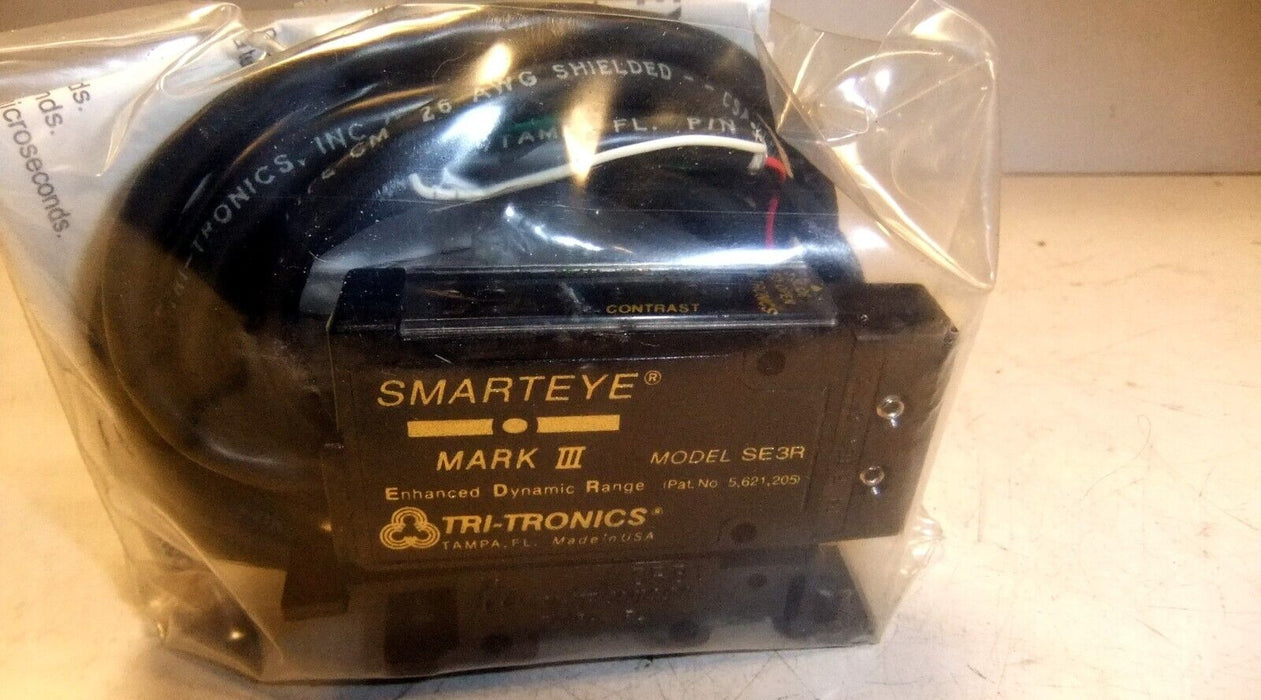 ds.
nds.
icroseconds.
TRI-TRONICS, INC.
26 AWG SHIELDED - - CSA
FL. P/N
CONTRAST
SMARTEYE®
MARK III MODEL SE3R
Enhanced Dynamic Range (Pat. No 5,621,205)
TRI-TRONICS®
TAMPA, FL. Made in USA